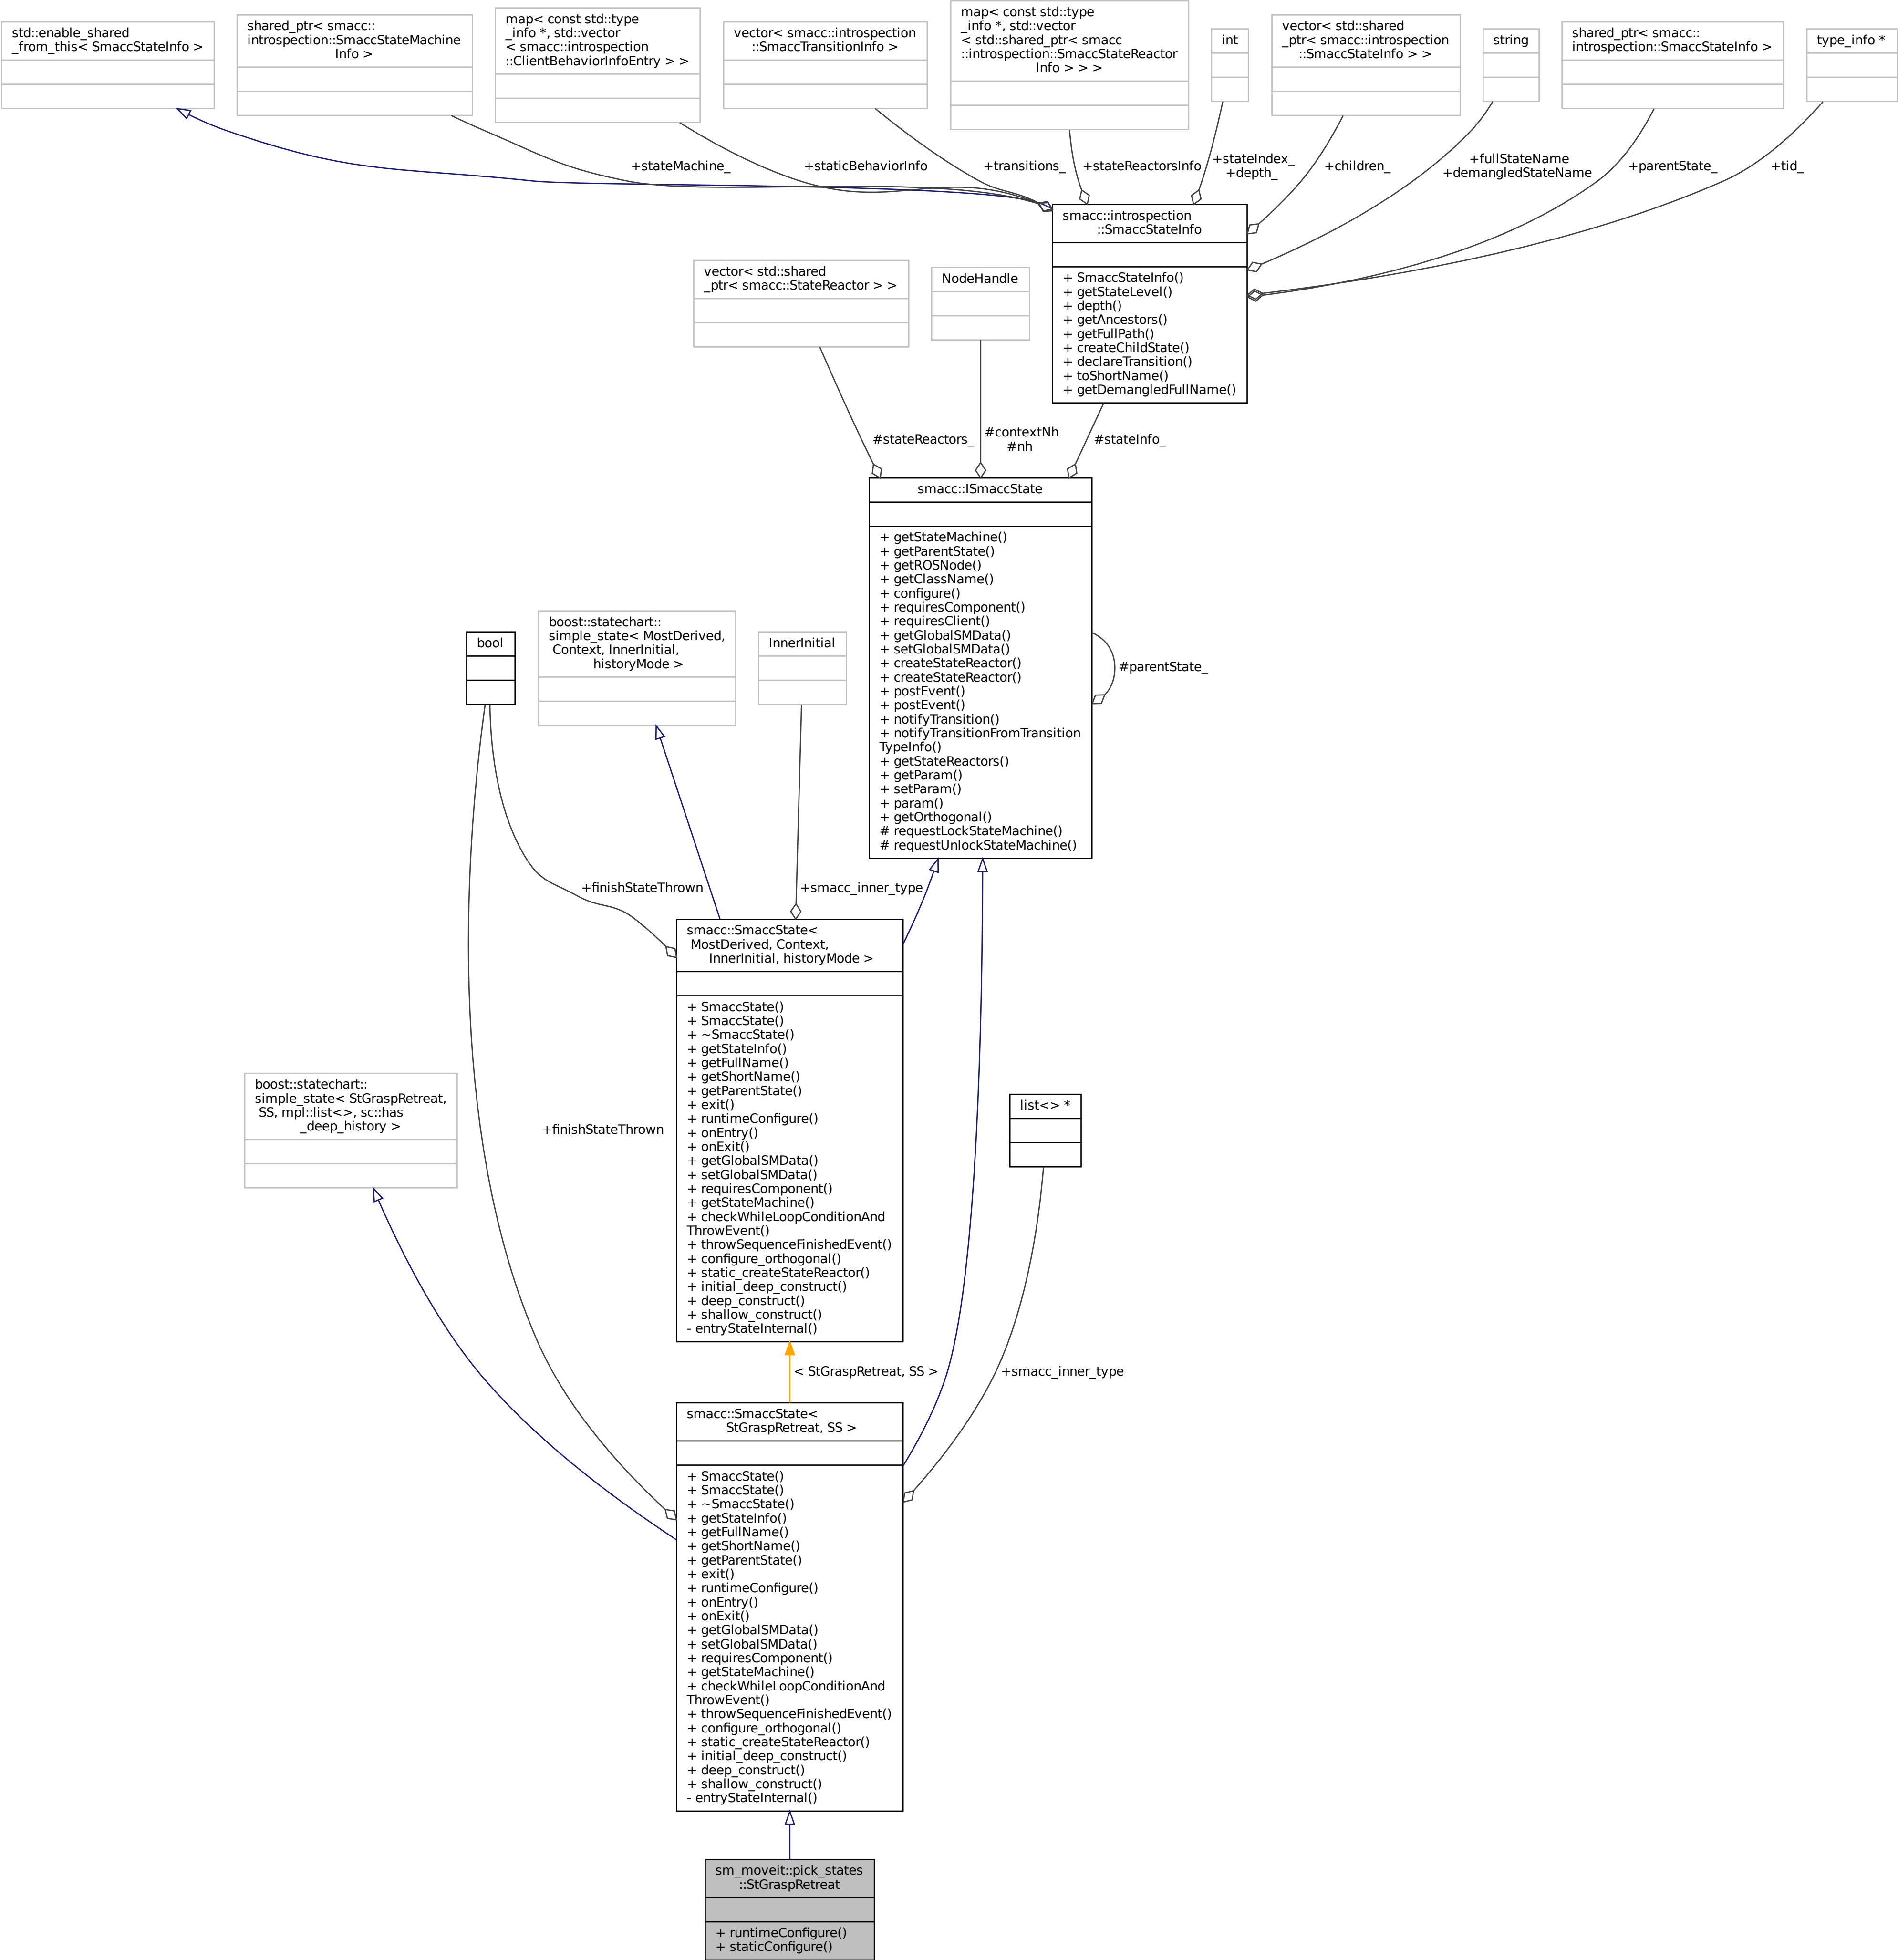 std::enable_shared
_from_this< SmaccStateInfo >
shared_ptr< smacc::
introspection::SmaccStateMachine
Info >
map< const std::type
_info *, std::vector
< smacc::introspection
::ClientBehaviorInfoEntry > >
vector< smacc::introspection
::SmaccTransitionInfo >
map< const std::type
_info *, std::vector
< std::shared_ptr< smacc
::introspection::SmaccStateReactor
Info > > >
int
vector< std::shared
_ptr< smacc::introspection
::SmaccStateInfo > >
string
shared_ptr< smacc::
introspection::SmaccStateInfo >
type_info *
+stateMachine_
+staticBehaviorInfo
+transitions_
+stateReactorsInfo
+stateIndex_
+depth_
+children_
+fullStateName
+demangledStateName
+parentState_
+tid_
smacc::introspection
::SmaccStateInfo
+ SmaccStateInfo()
+ getStateLevel()
+ depth()
+ getAncestors()
+ getFullPath()
+ createChildState()
+ declareTransition()
+ toShortName()
+ getDemangledFullName()
vector< std::shared
_ptr< smacc::StateReactor > >
NodeHandle
#stateReactors_
#contextNh
#nh
#stateInfo_
smacc::ISmaccState
+ getStateMachine()
+ getParentState()
+ getROSNode()
+ getClassName()
+ configure()
+ requiresComponent()
+ requiresClient()
+ getGlobalSMData()
+ setGlobalSMData()
+ createStateReactor()
+ createStateReactor()
+ postEvent()
+ postEvent()
+ notifyTransition()
+ notifyTransitionFromTransition
TypeInfo()
+ getStateReactors()
+ getParam()
+ setParam()
+ param()
+ getOrthogonal()
# requestLockStateMachine()
# requestUnlockStateMachine()
#parentState_
bool
boost::statechart::
simple_state< MostDerived,
Context, InnerInitial,
historyMode >
InnerInitial
+finishStateThrown
+smacc_inner_type
smacc::SmaccState<
MostDerived, Context,
InnerInitial, historyMode >
+ SmaccState()
+ SmaccState()
+ ~SmaccState()
+ getStateInfo()
+ getFullName()
+ getShortName()
+ getParentState()
+ exit()
+ runtimeConfigure()
+ onEntry()
+ onExit()
+ getGlobalSMData()
+ setGlobalSMData()
+ requiresComponent()
+ getStateMachine()
+ checkWhileLoopConditionAnd
ThrowEvent()
+ throwSequenceFinishedEvent()
+ configure_orthogonal()
+ static_createStateReactor()
+ initial_deep_construct()
+ deep_construct()
+ shallow_construct()
- entryStateInternal()
boost::statechart::
simple_state< StGraspRetreat,
SS, mpl::list<>, sc::has
_deep_history >
+finishStateThrown
list<> *
< StGraspRetreat, SS >
+smacc_inner_type
smacc::SmaccState<
StGraspRetreat, SS >
+ SmaccState()
+ SmaccState()
+ ~SmaccState()
+ getStateInfo()
+ getFullName()
+ getShortName()
+ getParentState()
+ exit()
+ runtimeConfigure()
+ onEntry()
+ onExit()
+ getGlobalSMData()
+ setGlobalSMData()
+ requiresComponent()
+ getStateMachine()
+ checkWhileLoopConditionAnd
ThrowEvent()
+ throwSequenceFinishedEvent()
+ configure_orthogonal()
+ static_createStateReactor()
+ initial_deep_construct()
+ deep_construct()
+ shallow_construct()
- entryStateInternal()
sm_moveit::pick_states
::StGraspRetreat
+ runtimeConfigure()
+ staticConfigure()